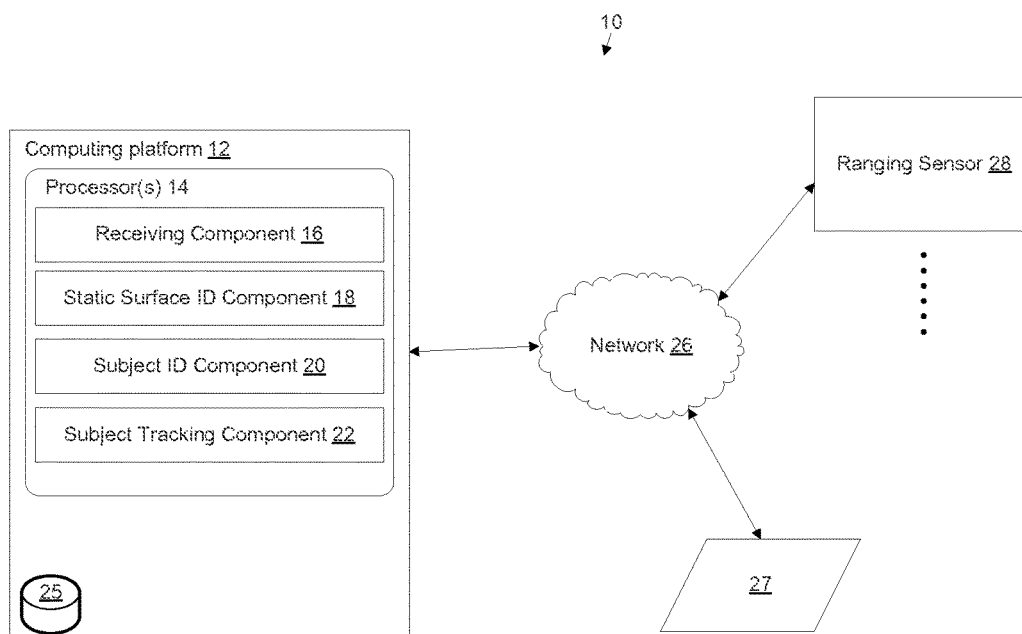 10
Computing platform 12
Processor(s) 14
Receiving Component 16
Static Surface ID Component 18
Subject ID Component 20
Subject Tracking Component 22
25
Network 26
Ranging Sensor 28
27